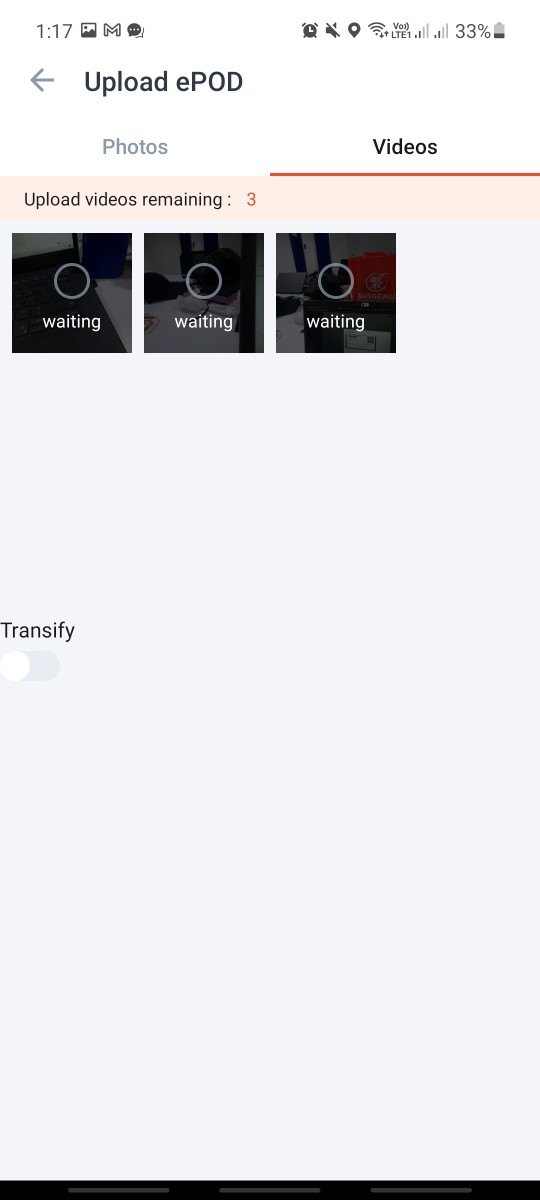 1:17 Vo)) LTE1 33%
Upload ePOD
Photos Videos
Upload videos remaining : 3
waiting waiting waiting
Transify